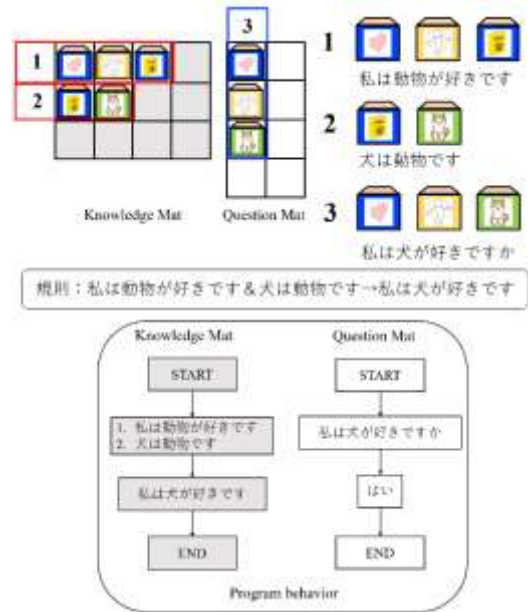 1
2
3
Knowledge Mat
Question Mat
1
私は動物が好きです
2
犬は動物です
3
私は犬が好きですか
規則：私は動物が好きです＆犬は動物です→私は犬が好きです
Knowledge Mat
Question Mat
START
START
1. 私は動物が好きです
2. 犬は動物です
私は犬が好きですか
私は犬が好きです
はい
END
END
Program behavior